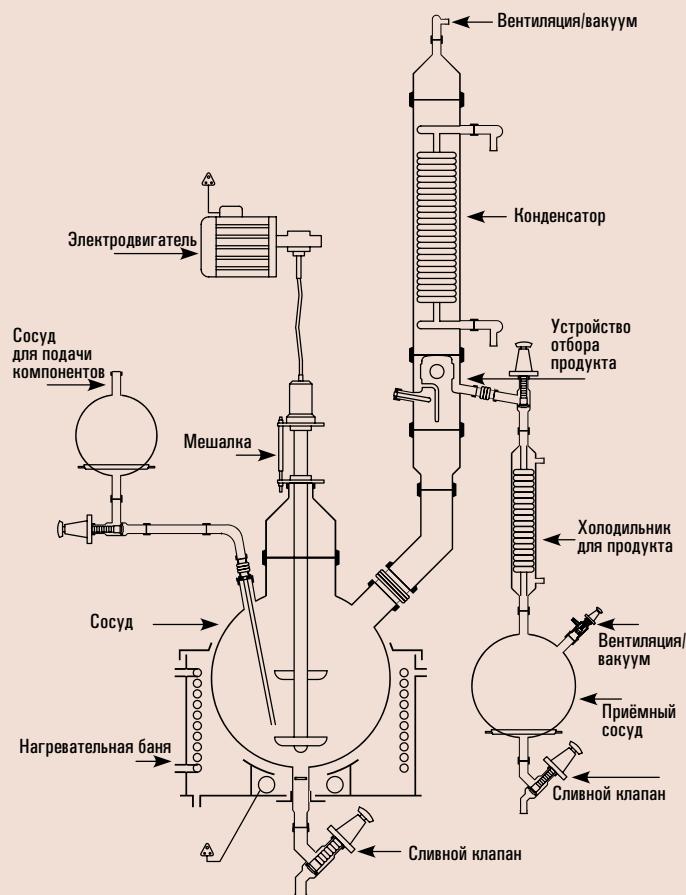 Вентиляция/вакуум
Конденсатор
Электродвигатель
Устройство
отбора
продукта
Сосуд
для подачи
компонентов
Мешалка
Холодильник
для продукта
Сосуд
Вентиляция/
вакуум
Приёмный
сосуд
Нагревательная баня
Сливной клапан
Сливной клапан